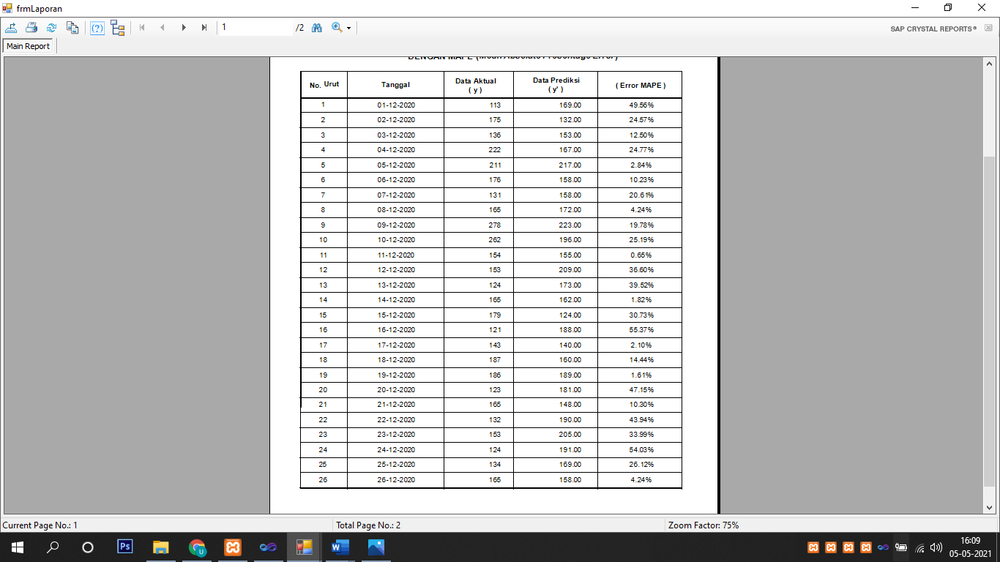 frmLaporan
1 /2
SAP CRYSTAL REPORTS®
Main Report
DENGAN MAPE (Mean Absolute Presentage Error)
No. Urut Tanggal Data Aktual ( y ) Data Prediksi ( y' ) ( Error MAPE )
1 01-12-2020 113 169.00 49.56%
2 02-12-2020 175 132.00 24.57%
3 03-12-2020 136 153.00 12.50%
4 04-12-2020 222 167.00 24.77%
5 05-12-2020 211 217.00 2.84%
6 06-12-2020 176 158.00 10.23%
7 07-12-2020 131 158.00 20.61%
8 08-12-2020 165 172.00 4.24%
9 09-12-2020 278 223.00 19.78%
10 10-12-2020 262 196.00 25.19%
11 11-12-2020 154 155.00 0.65%
12 12-12-2020 153 209.00 36.60%
13 13-12-2020 124 173.00 39.52%
14 14-12-2020 165 162.00 1.82%
15 15-12-2020 179 124.00 30.73%
16 16-12-2020 121 188.00 55.37%
17 17-12-2020 143 140.00 2.10%
18 18-12-2020 187 160.00 14.44%
19 19-12-2020 186 189.00 1.61%
20 20-12-2020 123 181.00 47.15%
21 21-12-2020 165 148.00 10.30%
22 22-12-2020 132 190.00 43.94%
23 23-12-2020 153 205.00 33.99%
24 24-12-2020 124 191.00 54.03%
25 25-12-2020 134 169.00 26.12%
26 26-12-2020 165 158.00 4.24%
Current Page No.: 1 Total Page No.: 2 Zoom Factor: 75%
Ps
U
W
16:09
05-05-2021